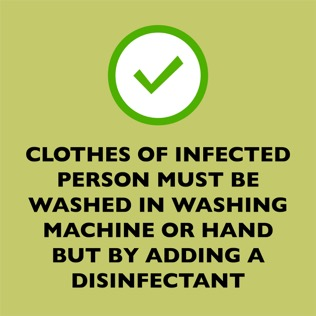 CLOTHES OF INFECTED
PERSON MUST BE
WASHED IN WASHING
MACHINE OR HAND
BUT BY ADDING A
DISINFECTANT